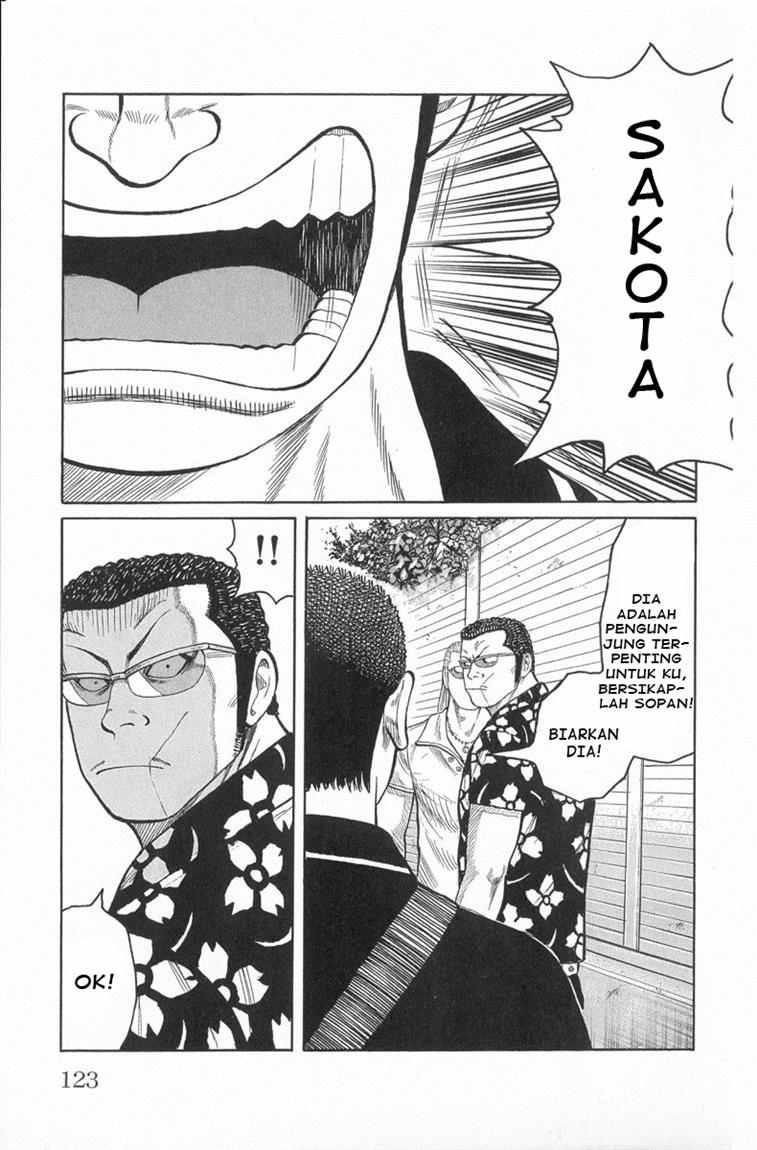 SAKOTA
DIA
ADALAH
PENGUN-
JUNG TER-
PENTING
UNTUK KU,
BERSIKAP-
LAH SOPAN!
BIARKAN
DIA!
!!
OK!
123